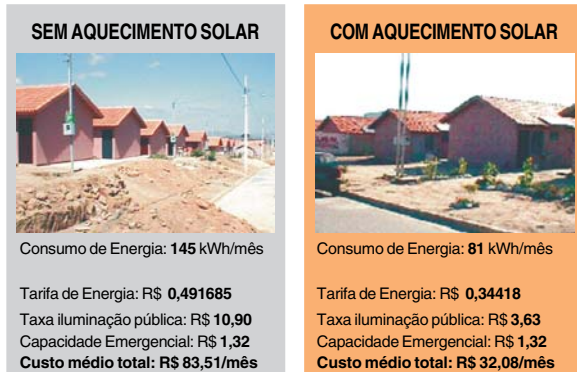 SEM AQUECIMENTO SOLAR
Consumo de Energia: 145 kWh/mês
Tarifa de Energia: R$ 0,491685
Taxa iluminação pública: R$ 10,90
Capacidade Emergencial: R$ 1,32
Custo médio total: R$ 83,51/mês
COM AQUECIMENTO SOLAR
Consumo de Energia: 81 kWh/mês
Tarifa de Energia: R$ 0,34418
Taxa iluminação pública: R$ 3,63
Capacidade Emergencial: R$ 1,32
Custo médio total: R$ 32,08/mês